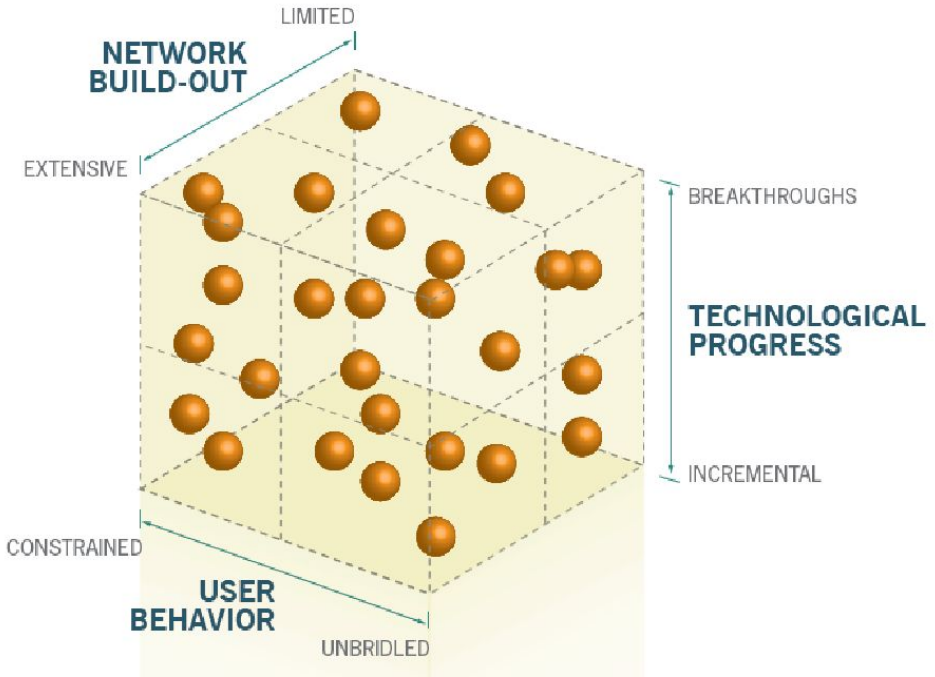 LIMITED
NETWORK
BUILD-OUT
EXTENSIVE
BREAKTHROUGHS
TECHNOLOGICAL
PROGRESS
INCREMENTAL
CONSTRAINED
USER
BEHAVIOR
UNBRIDLED